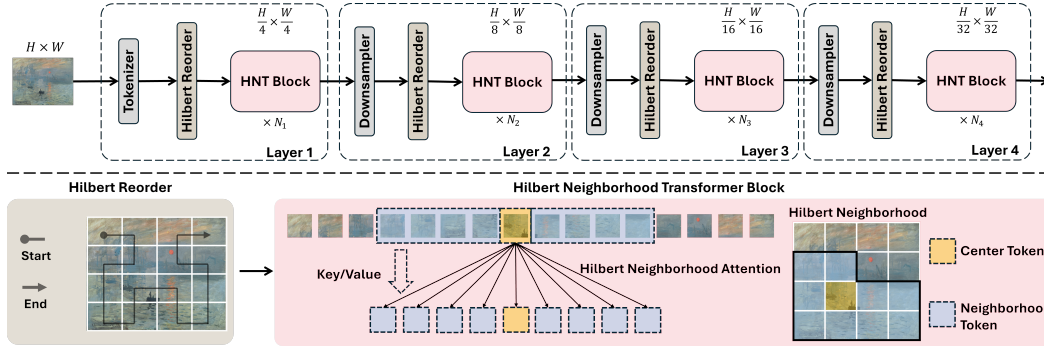 H × W
Tokenizer
Hilbert Reorder
H/4 × W/4
HNT Block
× N₁
Layer 1
Downsampler
Hilbert Reorder
H/8 × W/8
HNT Block
× N₂
Layer 2
Downsampler
Hilbert Reorder
H/16 × W/16
HNT Block
× N₃
Layer 3
Downsampler
Hilbert Reorder
H/32 × W/32
HNT Block
× N₄
Layer 4
Hilbert Reorder
Start
End
Hilbert Neighborhood Transformer Block
Key/Value
Hilbert Neighborhood Attention
Hilbert Neighborhood
Center Token
Neighborhoo
Token